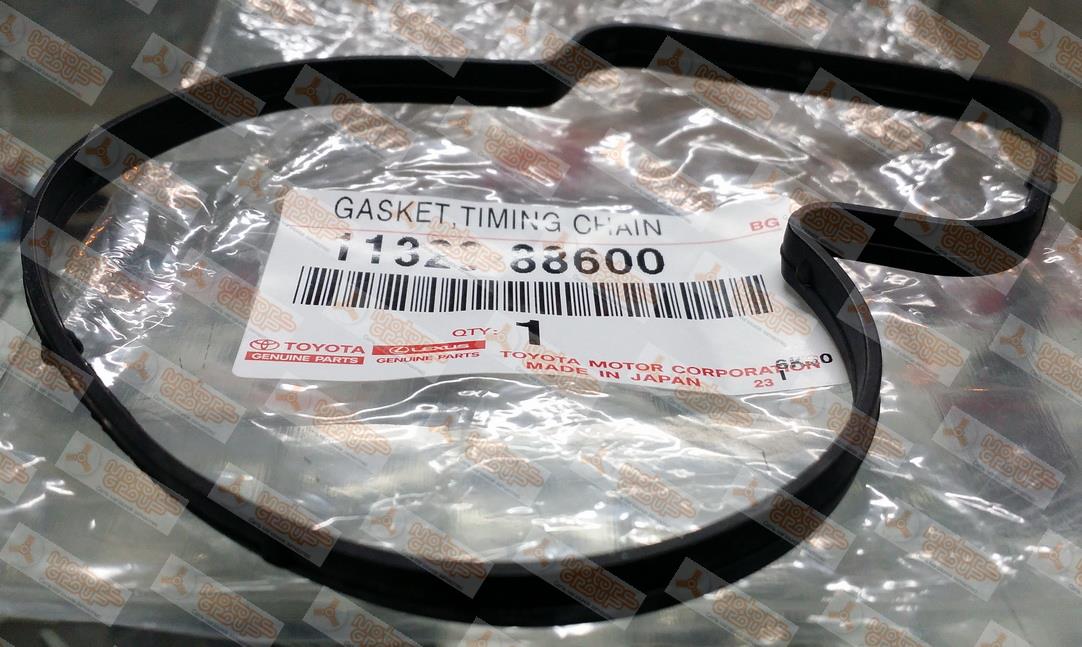 GASKET,TIMING CHAIN
BG
88600
QTY: 1
TOYOTA
GENUINE PARTS
LEXUS
GENUINE PARTS
TOYOTA MOTOR CORPORATION
MADE IN JAPAN
23